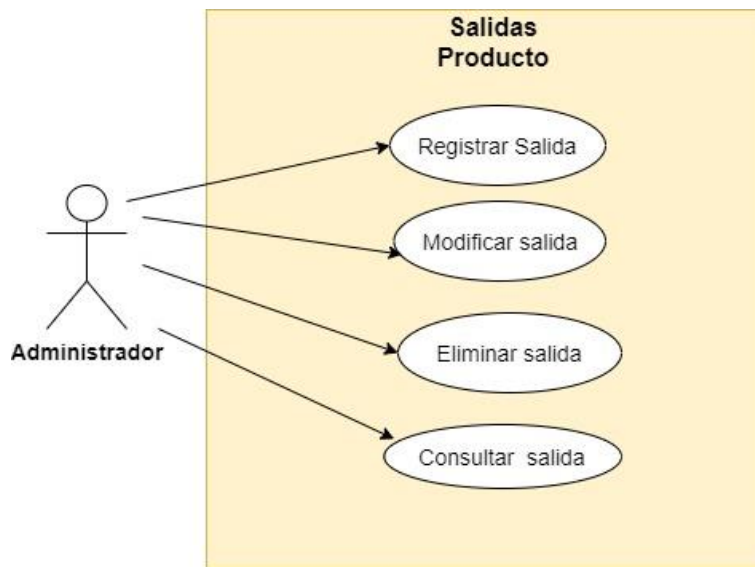 Salidas
Producto
Registrar Salida
Modificar salida
Eliminar salida
Administrador
Consultar salida